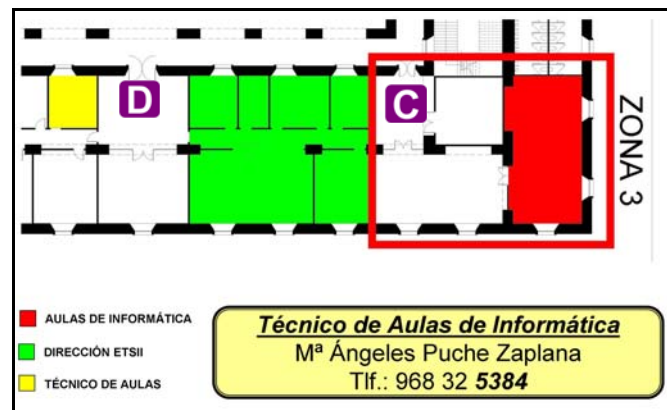 D
C
ZONA 3
AULAS DE INFORMÁTICA
DIRECCIÓN ETSII
TÉCNICO DE AULAS
Técnico de Aulas de Informática
Mª Ángeles Puche Zaplana
Tlf.: 968 32 5384